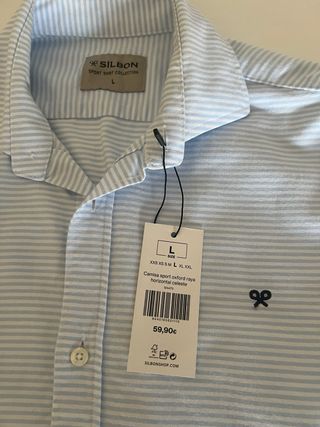 SILBON
SPORT SHIRT COLLECTION
L
L
SIZE
XXS XS S M L XL XXL
Camisa sport oxford raya
horizontal celeste
59,90€
SILBONSHOP.COM